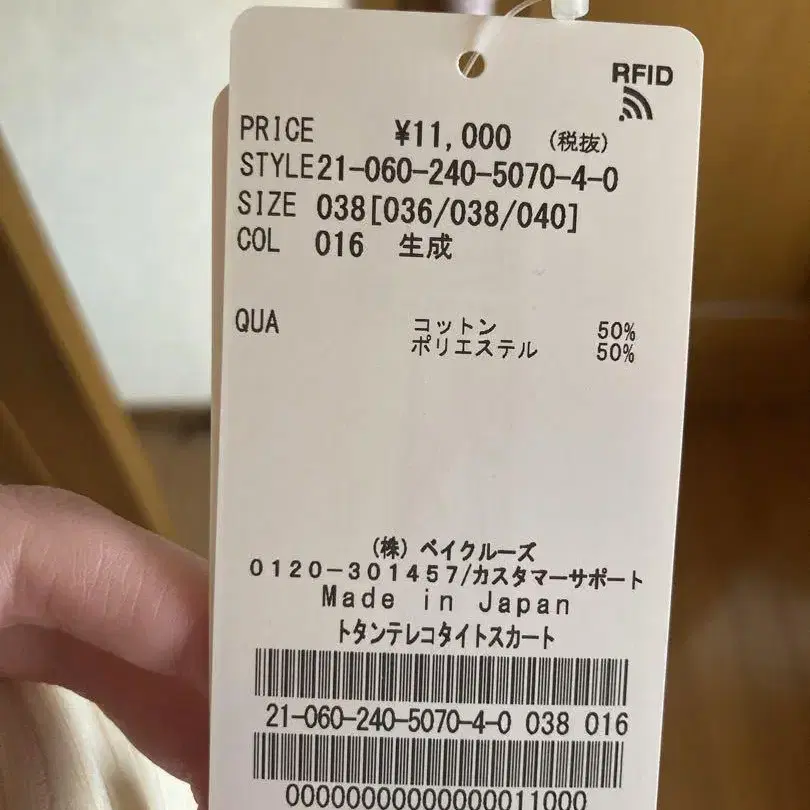 RFID
PRICE ¥11,000 (税抜)
STYLE21-060-240-5070-4-0
SIZE 038[036/038/040]
COL 016 生成
QUA コットン 50%
ポリエステル 50%
(株) ベイクルーズ
0120-301457/カスタマーサポート
Made in Japan
トタンテレコタイトスカート
21-060-240-5070-4-0 038 016
00000000000000011000